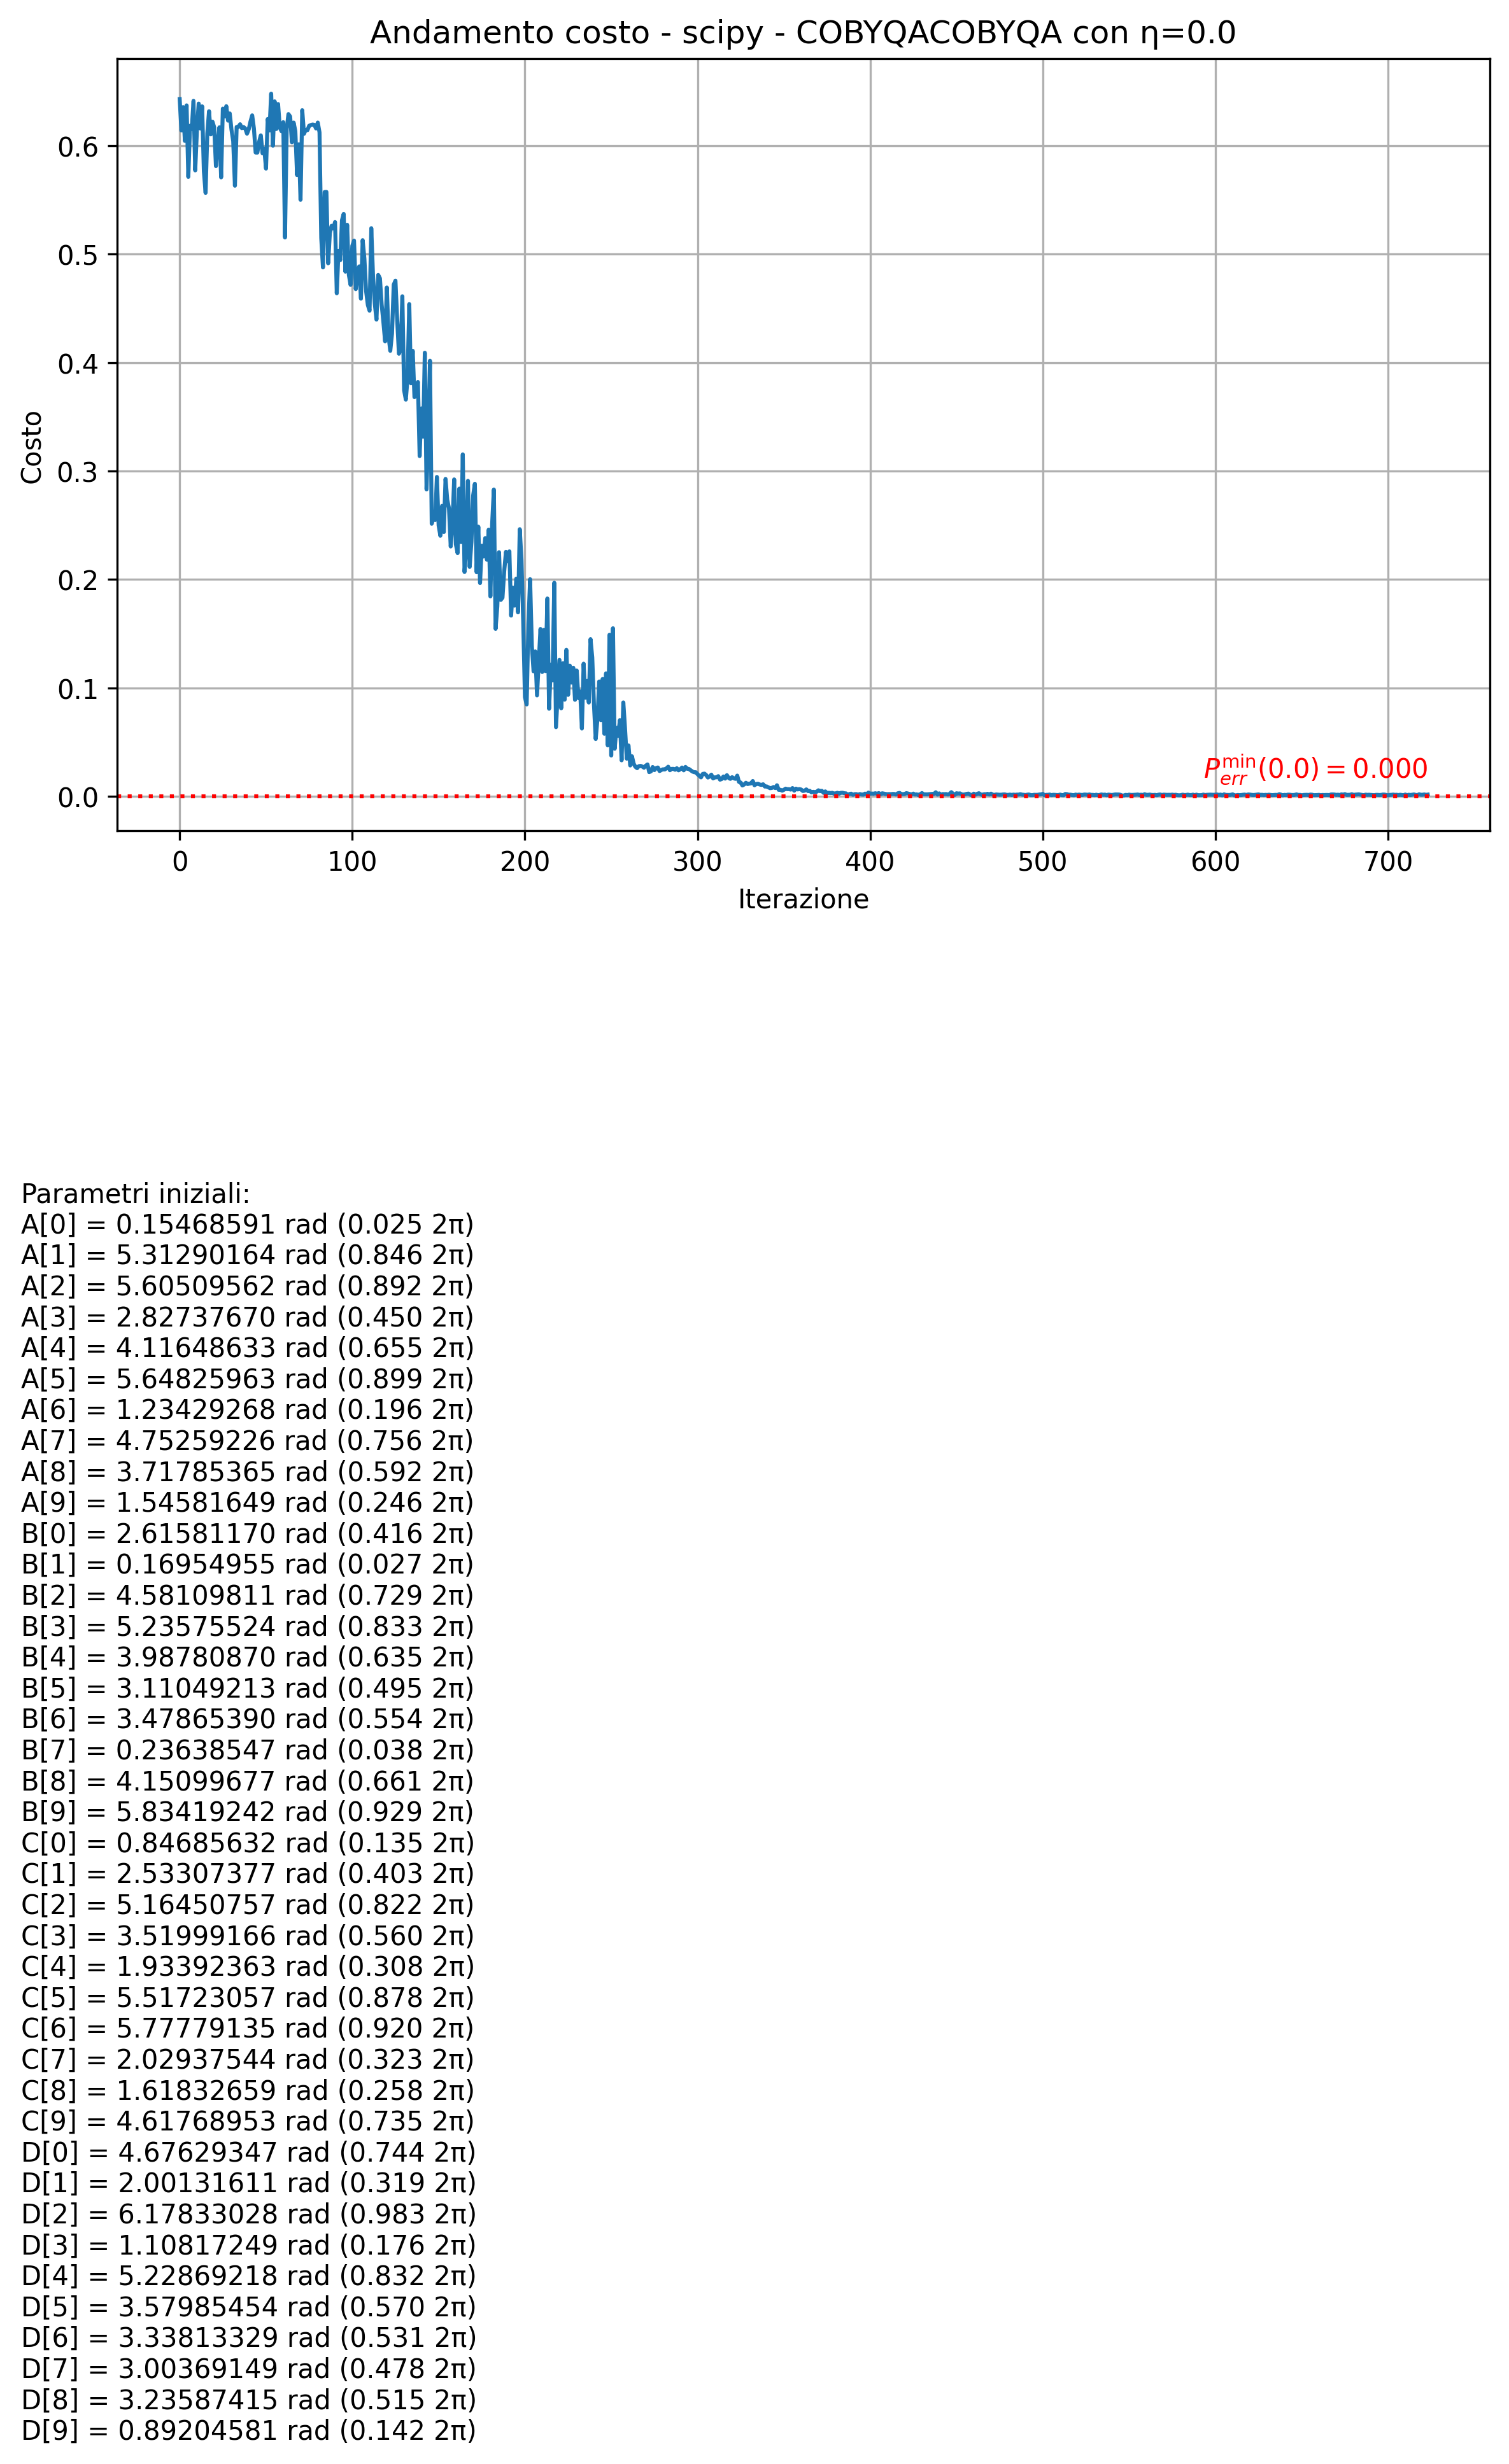 Andamento costo - scipy - COBYQACOBYQA con η=0.0
Costo
0.6
0.5
0.4
0.3
0.2
0.1
0.0
P_err^min(0.0) = 0.000
0 100 200 300 400 500 600 700
Iterazione
Parametri iniziali:
A[0] = 0.15468591 rad (0.025 2π)
A[1] = 5.31290164 rad (0.846 2π)
A[2] = 5.60509562 rad (0.892 2π)
A[3] = 2.82737670 rad (0.450 2π)
A[4] = 4.11648633 rad (0.655 2π)
A[5] = 5.64825963 rad (0.899 2π)
A[6] = 1.23429268 rad (0.196 2π)
A[7] = 4.75259226 rad (0.756 2π)
A[8] = 3.71785365 rad (0.592 2π)
A[9] = 1.54581649 rad (0.246 2π)
B[0] = 2.61581170 rad (0.416 2π)
B[1] = 0.16954955 rad (0.027 2π)
B[2] = 4.58109811 rad (0.729 2π)
B[3] = 5.23575524 rad (0.833 2π)
B[4] = 3.98780870 rad (0.635 2π)
B[5] = 3.11049213 rad (0.495 2π)
B[6] = 3.47865390 rad (0.554 2π)
B[7] = 0.23638547 rad (0.038 2π)
B[8] = 4.15099677 rad (0.661 2π)
B[9] = 5.83419242 rad (0.929 2π)
C[0] = 0.84685632 rad (0.135 2π)
C[1] = 2.53307377 rad (0.403 2π)
C[2] = 5.16450757 rad (0.822 2π)
C[3] = 3.51999166 rad (0.560 2π)
C[4] = 1.93392363 rad (0.308 2π)
C[5] = 5.51723057 rad (0.878 2π)
C[6] = 5.77779135 rad (0.920 2π)
C[7] = 2.02937544 rad (0.323 2π)
C[8] = 1.61832659 rad (0.258 2π)
C[9] = 4.61768953 rad (0.735 2π)
D[0] = 4.67629347 rad (0.744 2π)
D[1] = 2.00131611 rad (0.319 2π)
D[2] = 6.17833028 rad (0.983 2π)
D[3] = 1.10817249 rad (0.176 2π)
D[4] = 5.22869218 rad (0.832 2π)
D[5] = 3.57985454 rad (0.570 2π)
D[6] = 3.33813329 rad (0.531 2π)
D[7] = 3.00369149 rad (0.478 2π)
D[8] = 3.23587415 rad (0.515 2π)
D[9] = 0.89204581 rad (0.142 2π)